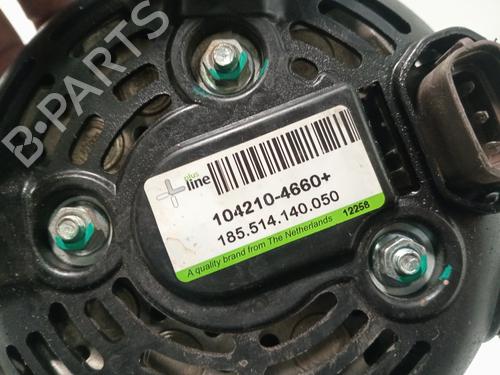 B-PARTS
plus
line
104210-4660+
185.514.140.050
A quality brand from The Netherlands 12258